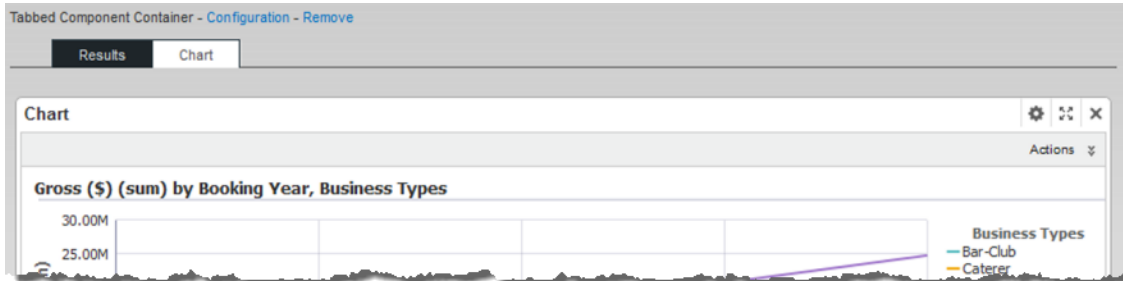 Tabbed Component Container - Configuration - Remove
Results Chart
Chart
Actions
Gross ($) (sum) by Booking Year, Business Types
30.00M
Business Types
Bar-Club
25.00M
Caterer